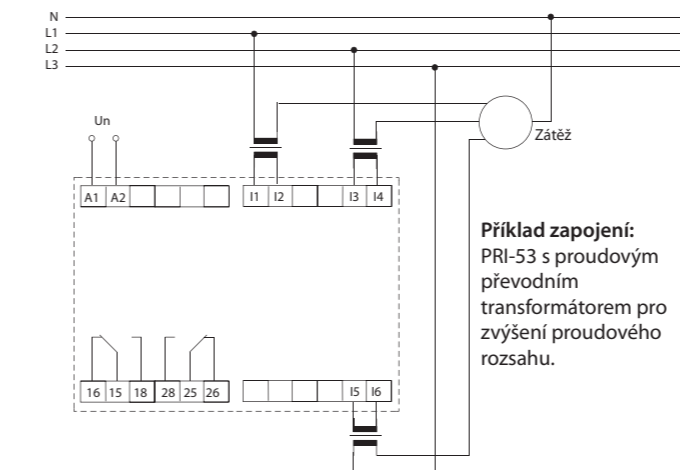 N
L1
L2
L3
Un
Zátěž
A1 A2 I1 I2 I3 I4
Příklad zapojení:
PRI-53 s proudovým
převodním
transformátorem pro
zvýšení proudového
rozsahu.
16 15 18 28 25 26 I5 I6